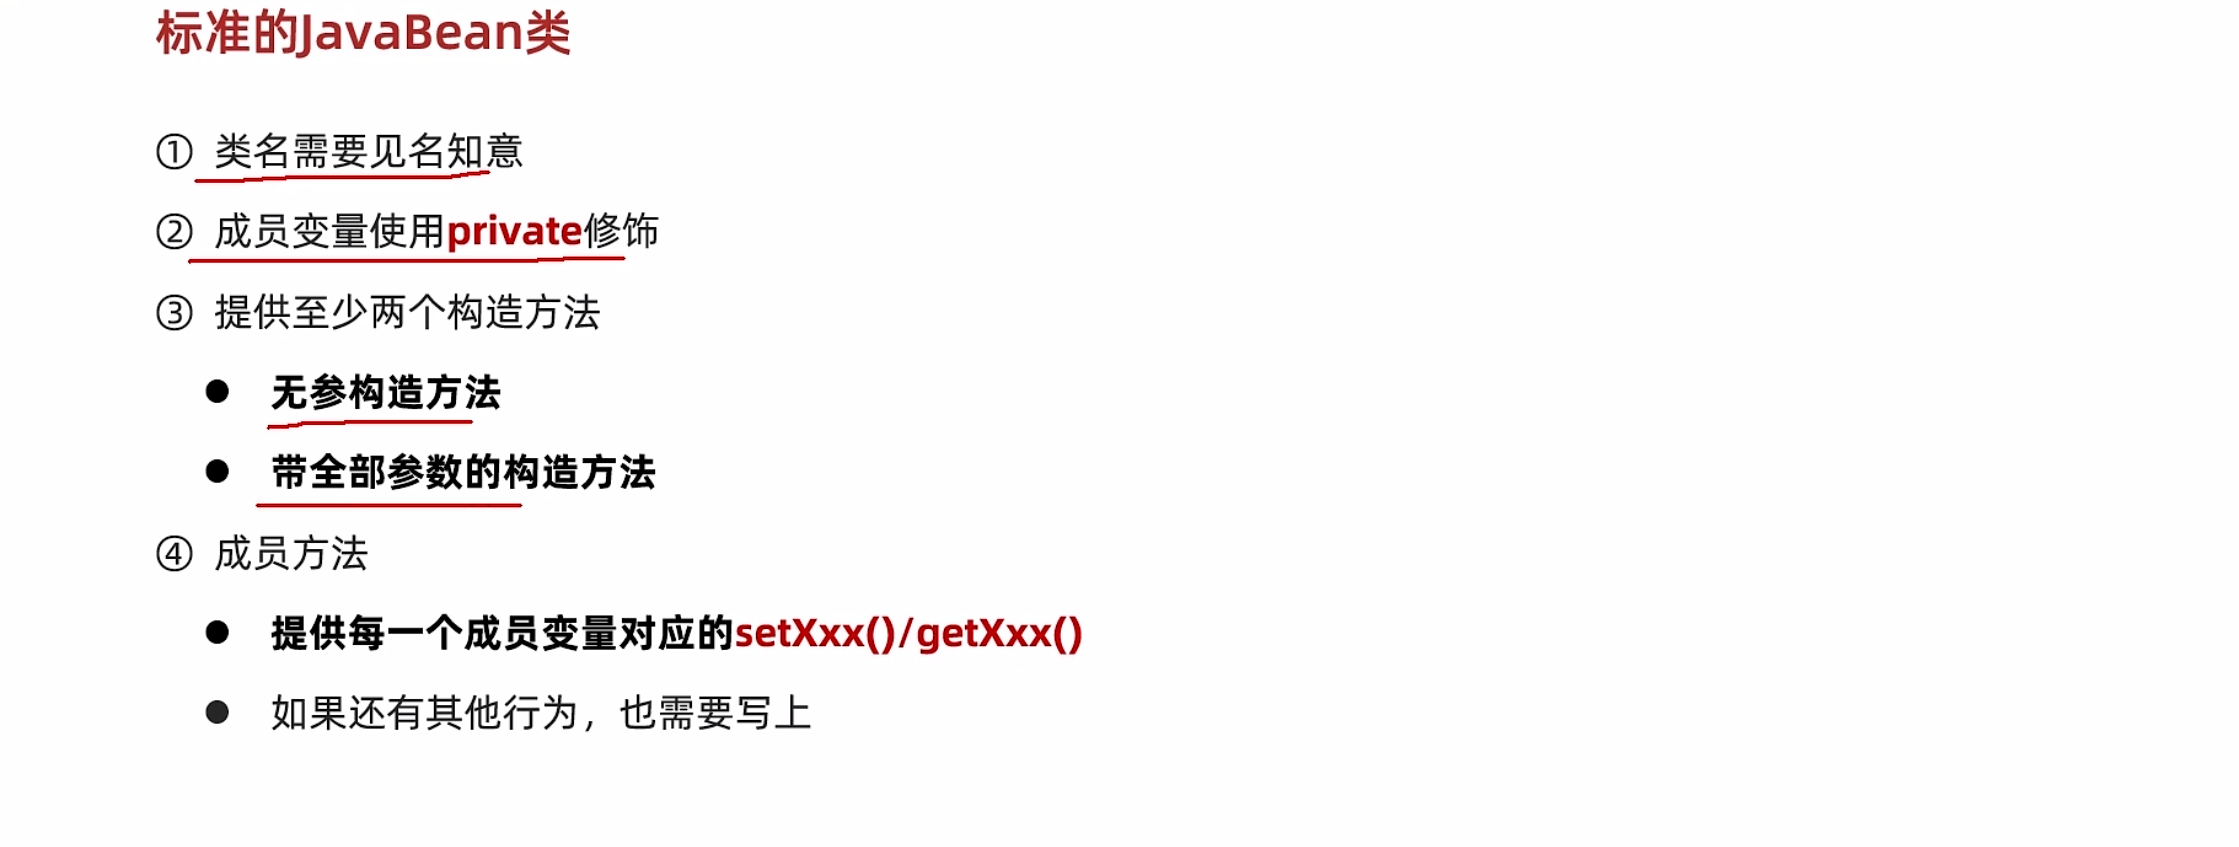 标准的JavaBean类
① 类名需要见名知意
② 成员变量使用private修饰
③ 提供至少两个构造方法
● 无参构造方法
● 带全部参数的构造方法
④ 成员方法
● 提供每一个成员变量对应的setXxx()/getXxx()
● 如果还有其他行为，也需要写上